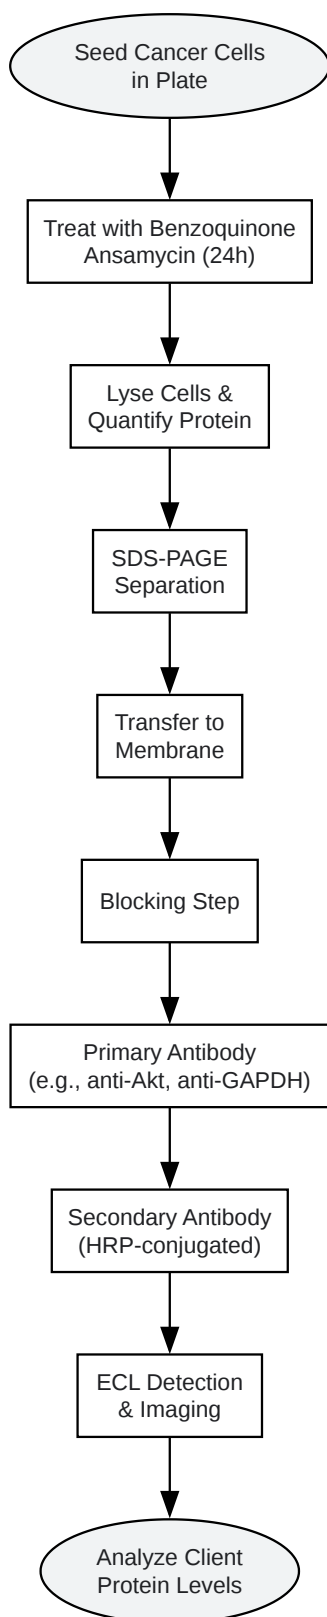 Seed Cancer Cells
in Plate
Treat with Benzoquinone
Ansamycin (24h)
Lyse Cells &
Quantify Protein
SDS-PAGE
Separation
Transfer to
Membrane
Blocking Step
Primary Antibody
(e.g., anti-Akt, anti-GAPDH)
Secondary Antibody
(HRP-conjugated)
ECL Detection
& Imaging
Analyze Client
Protein Levels